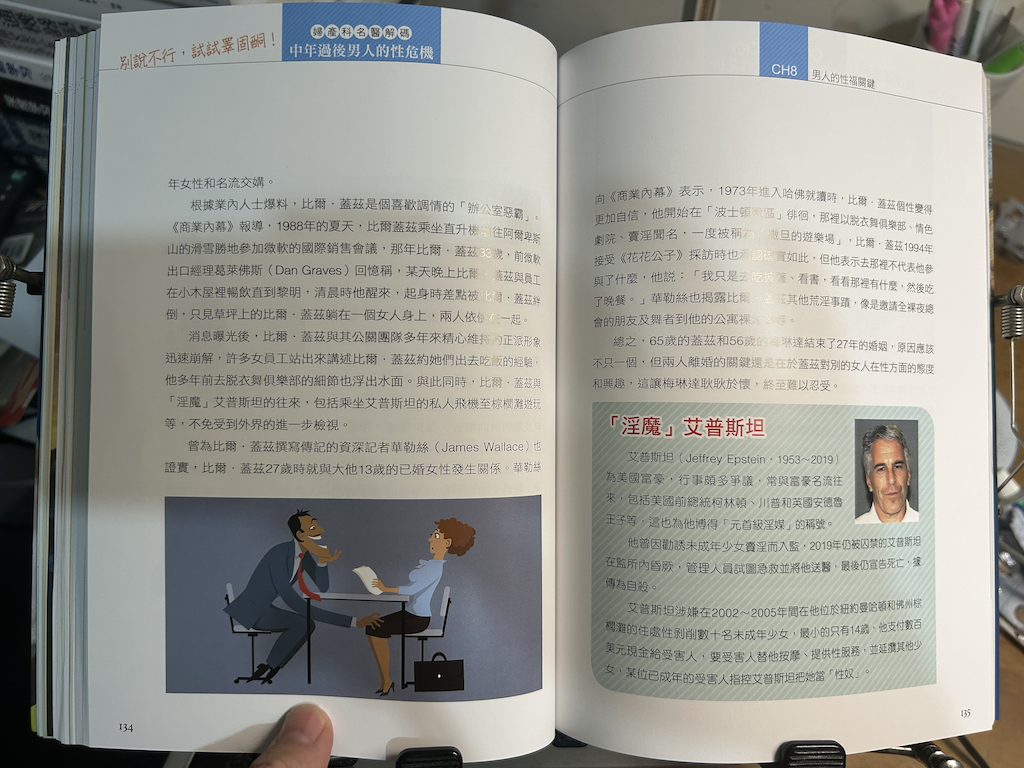 別說不行，試試睪固酮！
婦產科名醫解碼
中年過後男人的性危機
年女性和名流交媾。
根據業內人士爆料，比爾．蓋茲是個喜歡調情的「辦公室惡霸」。
《商業內幕》報導，1988年的夏天，比爾蓋茲乘坐直升機前往阿爾卑斯
山的滑雪勝地參加微軟的國際銷售會議，那年比爾．蓋茲33歲，前微軟
出口經理葛萊佛斯（Dan Graves）回憶稱，某天晚上比爾．蓋茲與員工
在小木屋裡暢飲直到黎明，清晨時他醒來，起身時差點被比爾．蓋茲絆
倒，只見草坪上的比爾．蓋茲躺在一個女人身上，兩人依偎在一起。
消息曝光後，比爾．蓋茲與其公關團隊多年來精心維持的正派形象
迅速崩解，許多女員工站出來講述比爾．蓋茲約她們出去吃飯的經驗，
他多年前去脫衣舞俱樂部的細節也浮出水面。與此同時，比爾．蓋茲與
「淫魔」艾普斯坦的往來，包括乘坐艾普斯坦的私人飛機至棕櫚灘遊玩
等，不免受到外界的進一步檢視。
曾為比爾．蓋茲撰寫傳記的資深記者華勒絲（James Wallace）也
證實，比爾．蓋茲27歲時就與大他13歲的已婚女性發生關係。華勒絲
134
CH8
男人的性福關鍵
向《商業內幕》表示，1973年進入哈佛就讀時，比爾．蓋茲個性變得
更加自信，他開始在「波士頓戰區」徘徊，那裡以脫衣舞俱樂部、情色
劇院、賣淫聞名，一度被稱為「撒旦的遊樂場」，比爾．蓋茲1994年
接受《花花公子》採訪時也承認確實如此，但他表示去那裡不代表他參
與了什麼，他說：「我只是去吃披薩、看書，看看那裡有什麼，然後吃
了晚餐。」華勒絲也揭露比爾．蓋茲其他荒淫事蹟，像是邀請全裸夜總
會的朋友及舞者到他的公寓裸泳
總之，65歲的蓋茲和56歲的梅琳達結束了27年的婚姻，原因應該
不只一個，但兩人離婚的關鍵還是在於蓋茲對別的女人在性方面的態度
和興趣，這讓梅琳達耿耿於懷，終至難以忍受。
「淫魔」艾普斯坦
艾普斯坦（Jeffrey Epstein，1953～2019）
為美國富豪，行事頗多爭議，常與富豪名流往
來，包括美國前總統柯林頓、川普和英國安德魯
王子等，這也為他博得「元首級淫媒」的稱號。
他曾因勸誘未成年少女賣淫而入監，2019年仍被囚禁的艾普斯坦
在監所內昏厥，管理人員試圖急救並將他送醫，最後仍宣告死亡，據
傳為自殺。
艾普斯坦涉嫌在2002～2005年間在他位於紐約曼哈頓和佛州棕
櫚灘的住處性剝削數十名未成年少女，最小的只有14歲，他支付數百
美元現金給受害人，要受害人替他按摩、提供性服務，並延攬其他少
女，某位已成年的受害人指控艾普斯坦把她當「性奴」。
135